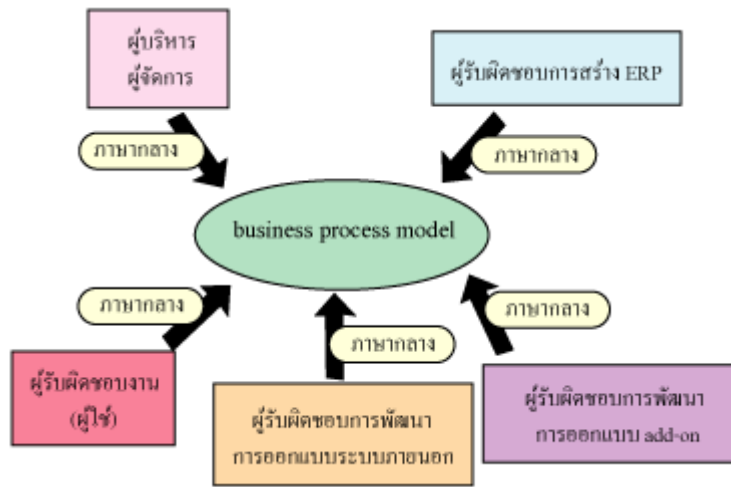 ผู้บริหาร
ผู้จัดการ
ผู้รับผิดชอบการสร้าง ERP
ภาษากลาง
ภาษากลาง
business process model
ภาษากลาง
ภาษากลาง
ภาษากลาง
ผู้รับผิดชอบงาน
(ผู้ใช้)
ผู้รับผิดชอบการพัฒนา
การออกแบบระบบภายนอก
ผู้รับผิดชอบการพัฒนา
การออกแบบ add-on